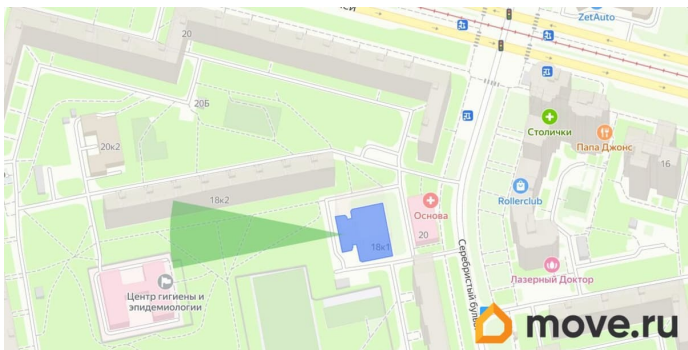 ZetAuto
20
20Б
Столички
Папа Джонс
20к2
16
18к2
Rollerclub
Основа
20
18к1
Серебристый буль
Лазерный Доктор
Центр гигиены и
эпидемиологии
move.ru